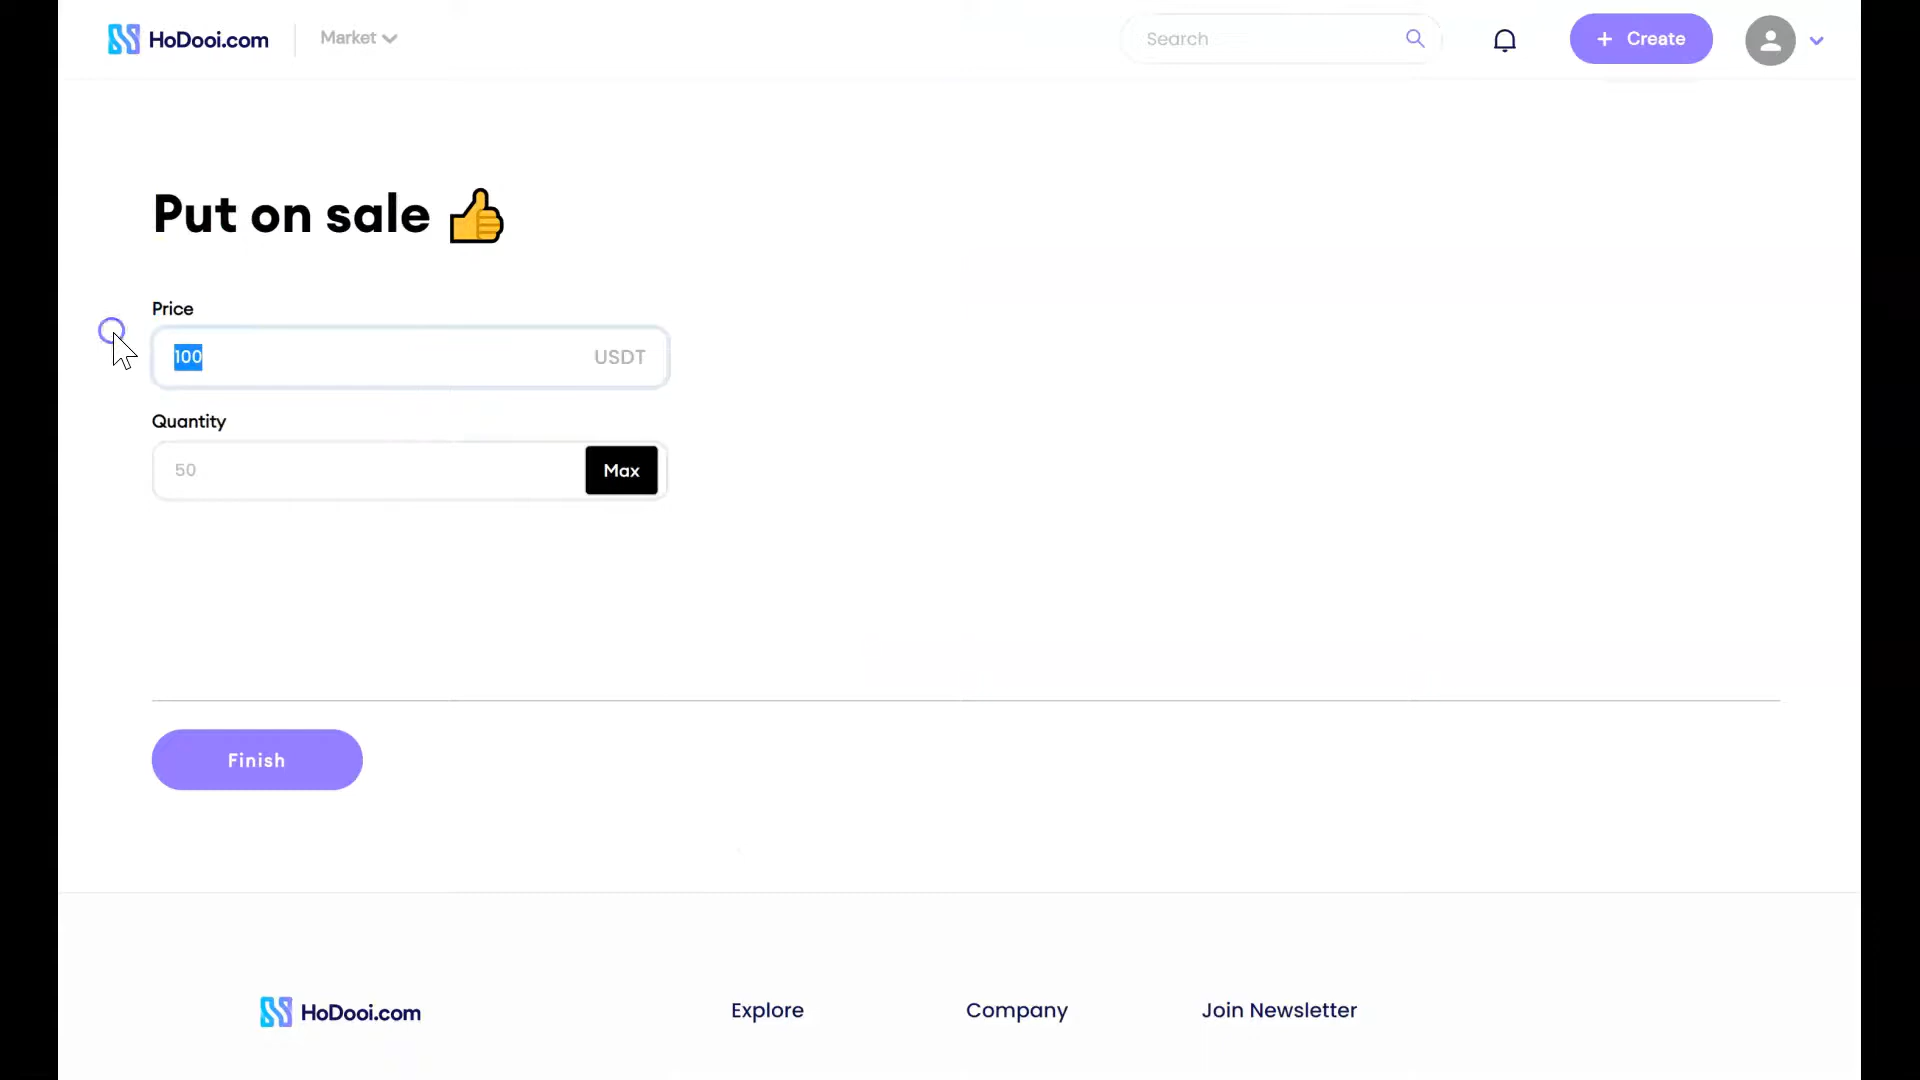 HoDooi.com
Market
Search
+ Create
Put on sale 👍
Price
100
USDT
Quantity
50
Max
Finish
HoDooi.com
Explore
Company
Join Newsletter